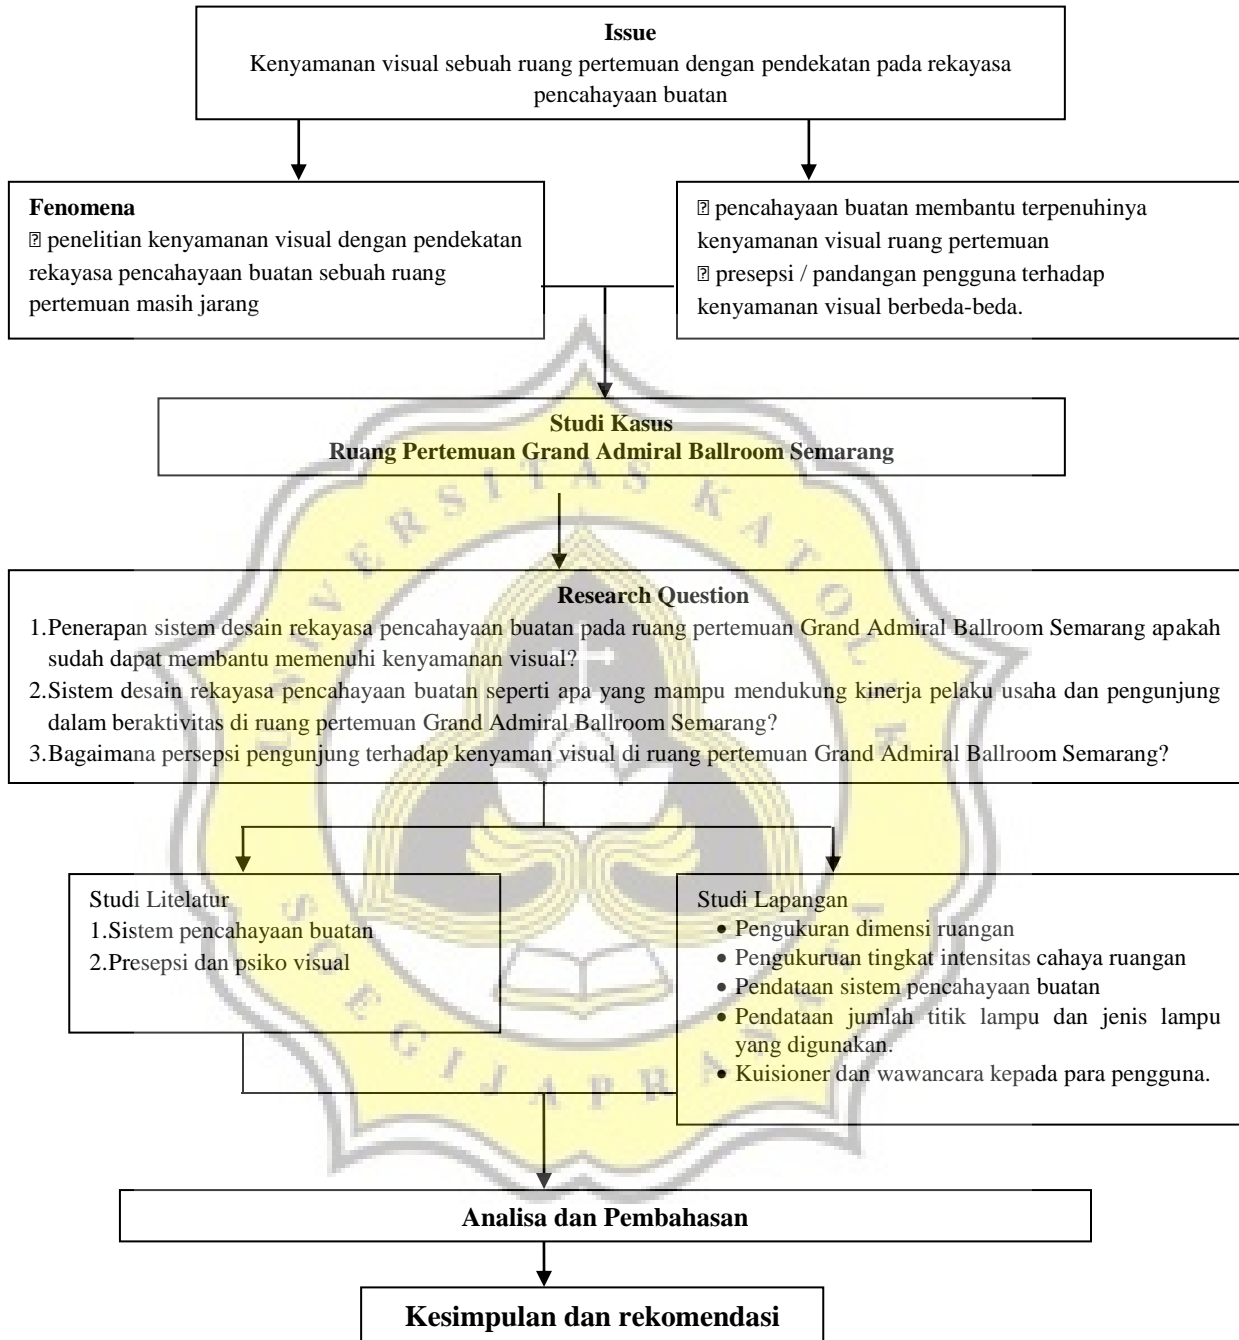 Issue
Kenyamanan visual sebuah ruang pertemuan dengan pendekatan pada rekayasa
pencahayaan buatan
Fenomena
⍰ penelitian kenyamanan visual dengan pendekatan
rekayasa pencahayaan buatan sebuah ruang
pertemuan masih jarang
⍰ pencahayaan buatan membantu terpenuhinya
kenyamanan visual ruang pertemuan
⍰ presepsi / pandangan pengguna terhadap
kenyamanan visual berbeda-beda.
Studi Kasus
Ruang Pertemuan Grand Admiral Ballroom Semarang
Research Question
1.Penerapan sistem desain rekayasa pencahayaan buatan pada ruang pertemuan Grand Admiral Ballroom Semarang apakah
sudah dapat membantu memenuhi kenyamanan visual?
2.Sistem desain rekayasa pencahayaan buatan seperti apa yang mampu mendukung kinerja pelaku usaha dan pengunjung
dalam beraktivitas di ruang pertemuan Grand Admiral Ballroom Semarang?
3.Bagaimana persepsi pengunjung terhadap kenyaman visual di ruang pertemuan Grand Admiral Ballroom Semarang?
Studi Litelatur
1.Sistem pencahayaan buatan
2.Presepsi dan psiko visual
Studi Lapangan
• Pengukuran dimensi ruangan
• Pengukuruan tingkat intensitas cahaya ruangan
• Pendataan sistem pencahayaan buatan
• Pendataan jumlah titik lampu dan jenis lampu
yang digunakan.
• Kuisioner dan wawancara kepada para pengguna.
Analisa dan Pembahasan
Kesimpulan dan rekomendasi
UNIVERSITAS KATOLIK
SOEGIJAPRANATA